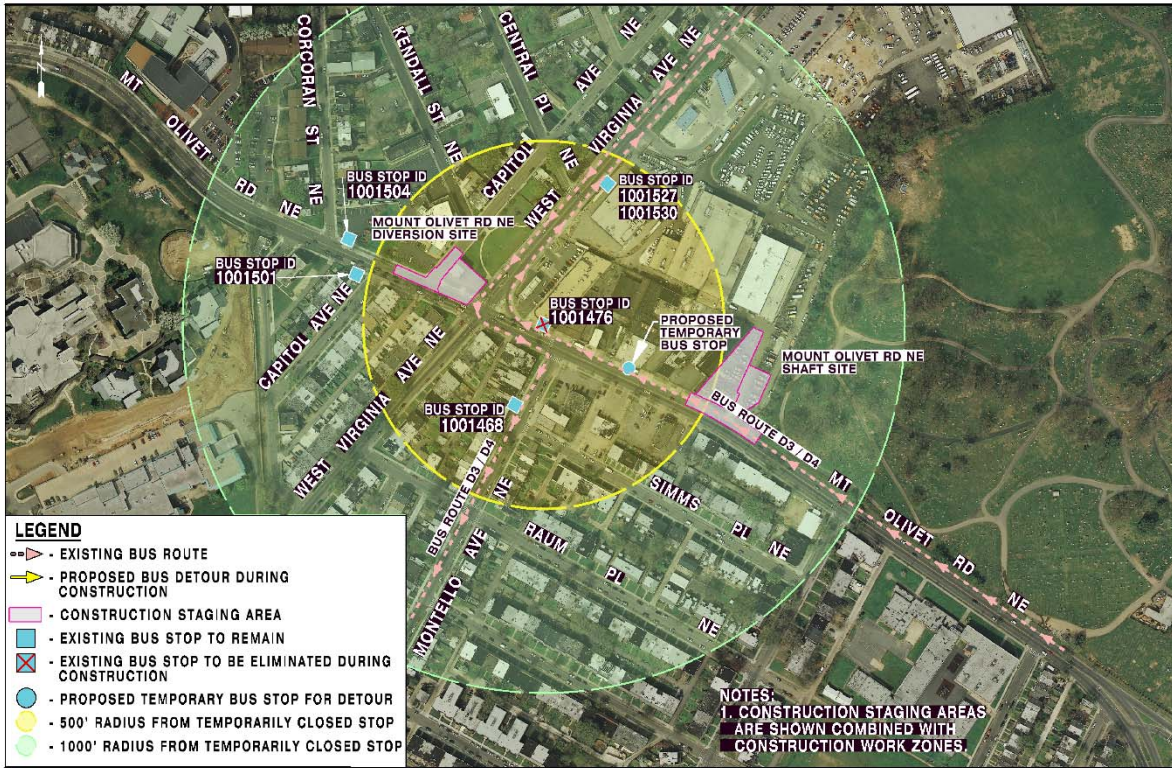 CORCORAN ST NE
KENDALL ST NE
CENTRAL PL NE
CAPITOL AVE NE
WEST VIRGINIA AVE NE
MT OLIVET RD NE
BUS STOP ID
1001504
MOUNT OLIVET RD NE
DIVERSION SITE
BUS STOP ID
1001527
1001530
BUS STOP ID
1001501
CAPITOL AVE NE
BUS STOP ID
1001476
PROPOSED
TEMPORARY
BUS STOP
MOUNT OLIVET RD NE
SHAFT SITE
WEST VIRGINIA AVE NE
BUS STOP ID
1001468
BUS ROUTE D3 / D4
BUS ROUTE D3 / D4
MT OLIVET RD NE
SIMMS PL NE
RAUM PL NE
MONTELLO AVE NE
LEGEND
- EXISTING BUS ROUTE
- PROPOSED BUS DETOUR DURING
CONSTRUCTION
- CONSTRUCTION STAGING AREA
- EXISTING BUS STOP TO REMAIN
- EXISTING BUS STOP TO BE ELIMINATED DURING
CONSTRUCTION
- PROPOSED TEMPORARY BUS STOP FOR DETOUR
- 500' RADIUS FROM TEMPORARILY CLOSED STOP
- 1000' RADIUS FROM TEMPORARILY CLOSED STOP
NOTES:
1. CONSTRUCTION STAGING AREAS
ARE SHOWN COMBINED WITH
CONSTRUCTION WORK ZONES.